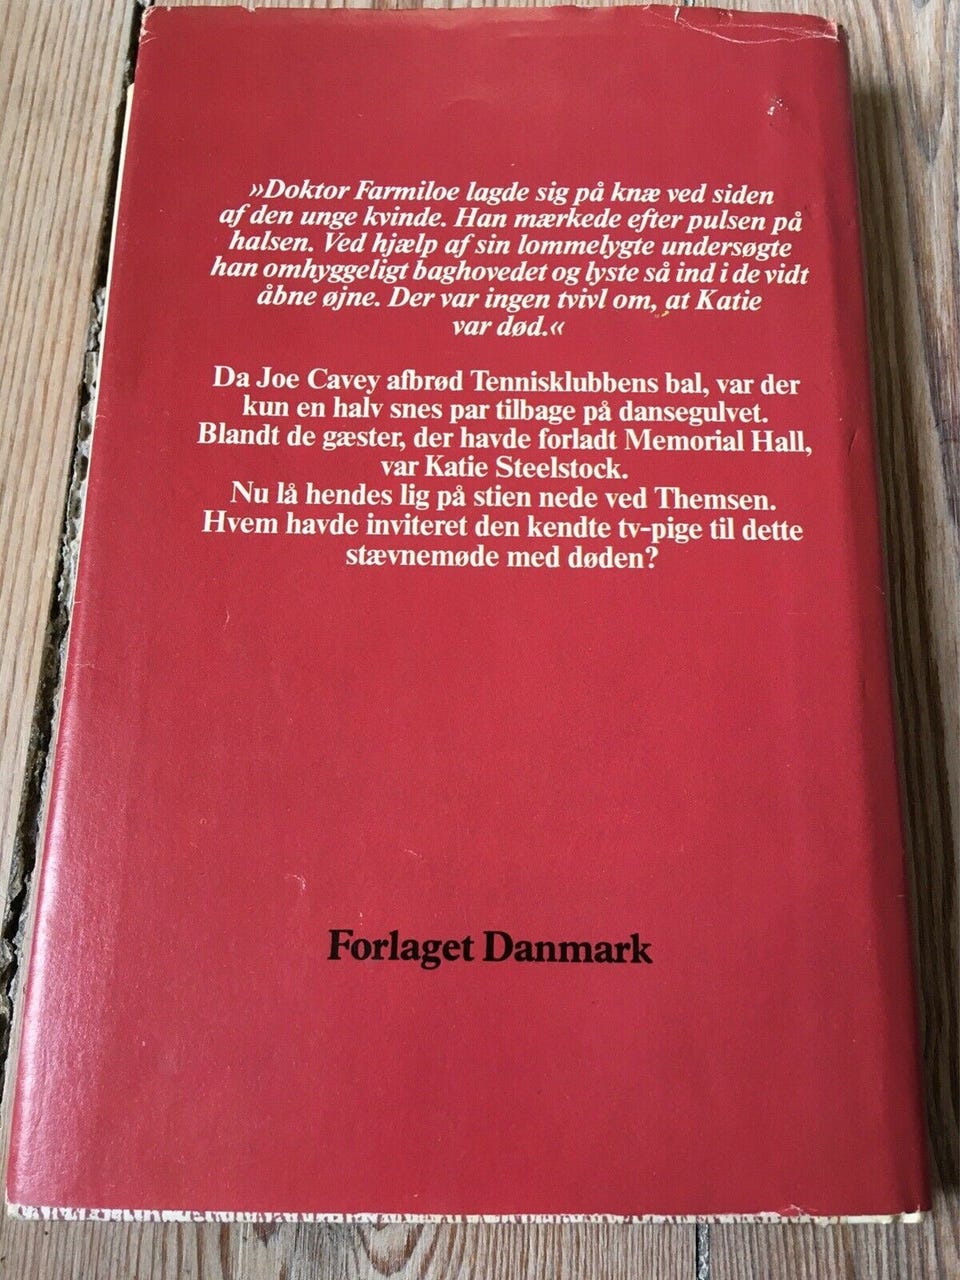 »Doktor Farmiloe lagde sig på knæ ved siden
af den unge kvinde. Han mærkede efter pulsen på
halsen. Ved hjælp af sin lommelygte undersøgte
han omhyggeligt baghovedet og lyste så ind i de vidt
åbne øjne. Der var ingen tvivl om, at Katie
var død.«
Da Joe Cavey afbrød Tennisklubbens bal, var der
kun en halv snes par tilbage på dansegulvet.
Blandt de gæster, der havde forladt Memorial Hall,
var Katie Steelstock.
Nu lå hendes lig på stien nede ved Themsen.
Hvem havde inviteret den kendte tv-pige til dette
stævnemøde med døden?
Forlaget Danmark